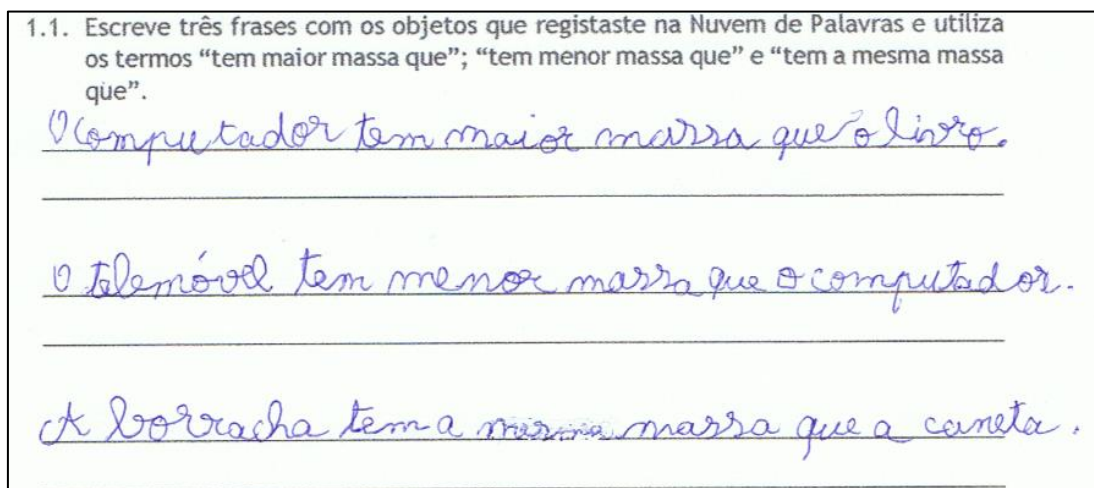 1.1. Escreve três frases com os objetos que registaste na Nuvem de Palavras e utiliza
os termos “tem maior massa que”; “tem menor massa que” e “tem a mesma massa
que”.
O computador tem maior massa que o livro.
O telemóvel tem menor massa que o computador.
A borracha tem a mesma massa que a caneta.